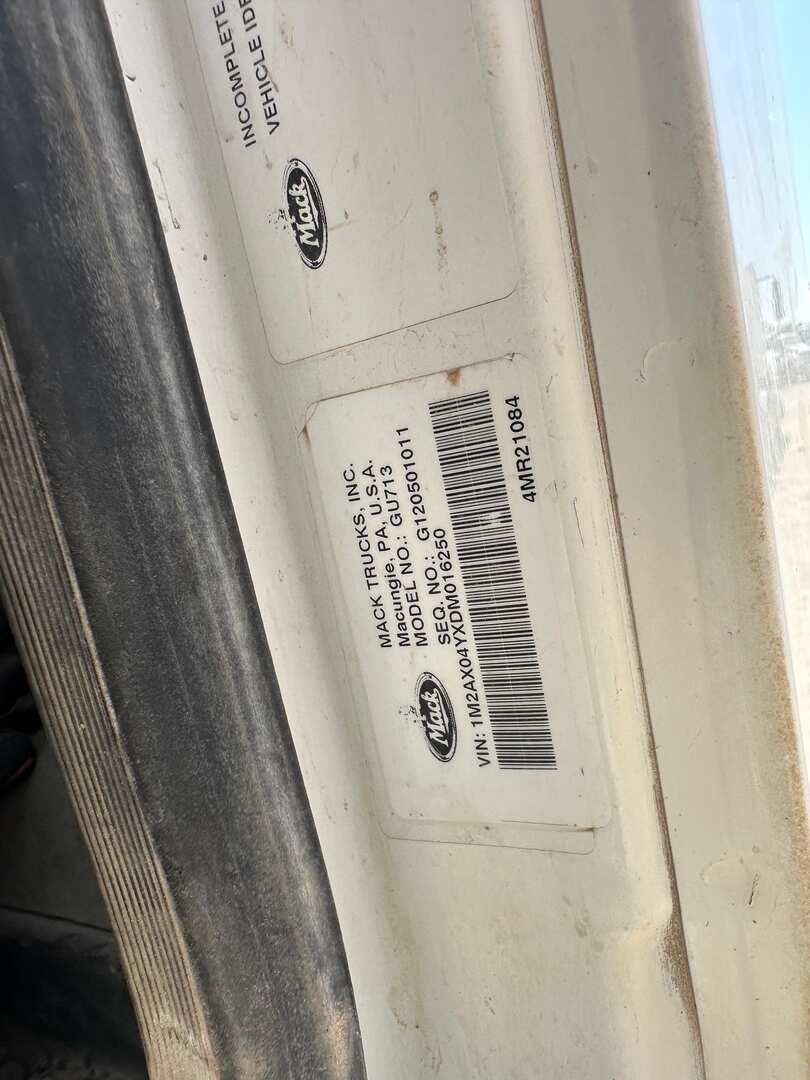 INCOMPLETE
VEHICLE IDE
Mack
MACK TRUCKS, INC.
Macungie, PA, U.S.A.
MODEL NO.: GU713
SEQ. NO.: G120501011
Mack
VIN: 1M2AX04YXDM016250
4MR21084